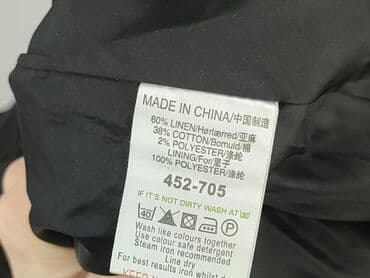 MADE IN CHINA/中国制造
60% LINEN/Hørlærred/亚麻
38% COTTON/Bomuld/棉
2% POLYESTER/涤纶
LINING/For/里子
100% POLYESTER/涤纶
452-705
IF IT'S NOT DIRTY WASH AT
40
Wash like colours together
Use colour safe detergent
Steam iron recommended
Line dry
For best results iron whilst
KEEP